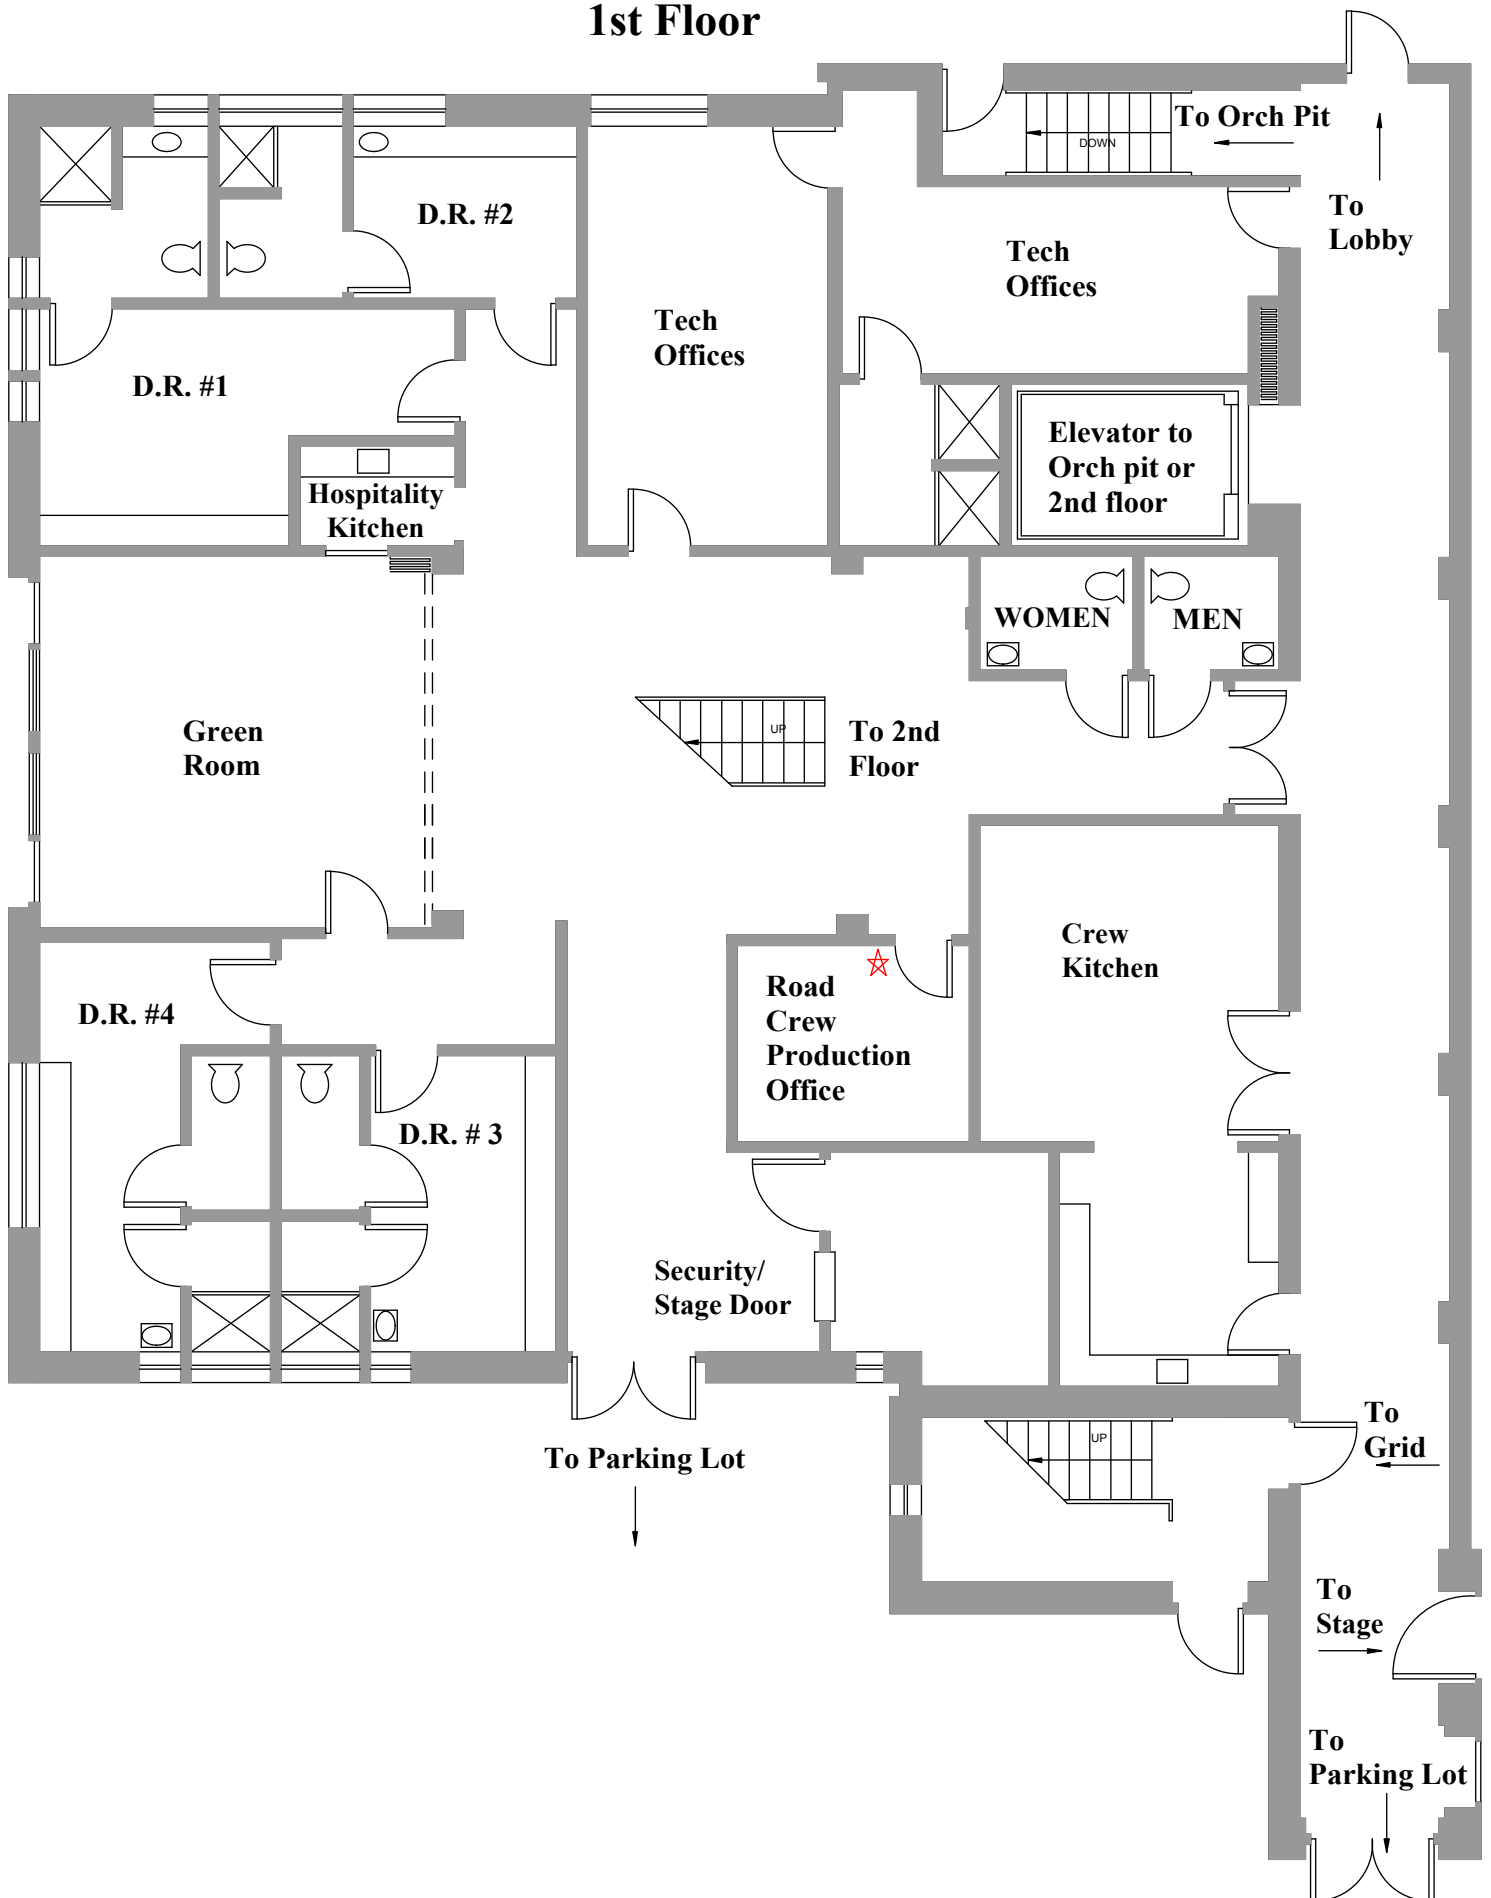 1st Floor
To Orch Pit
DOWN
To
Lobby
D.R. #2
Tech
Offices
Tech
Offices
D.R. #1
Elevator to
Orch pit or
2nd floor
Hospitality
Kitchen
WOMEN
MEN
Green
Room
UP
To 2nd
Floor
Crew
Kitchen
Road
Crew
Production
Office
D.R. #4
D.R. # 3
Security/
Stage Door
To
Grid
UP
To Parking Lot
To
Stage
To
Parking Lot